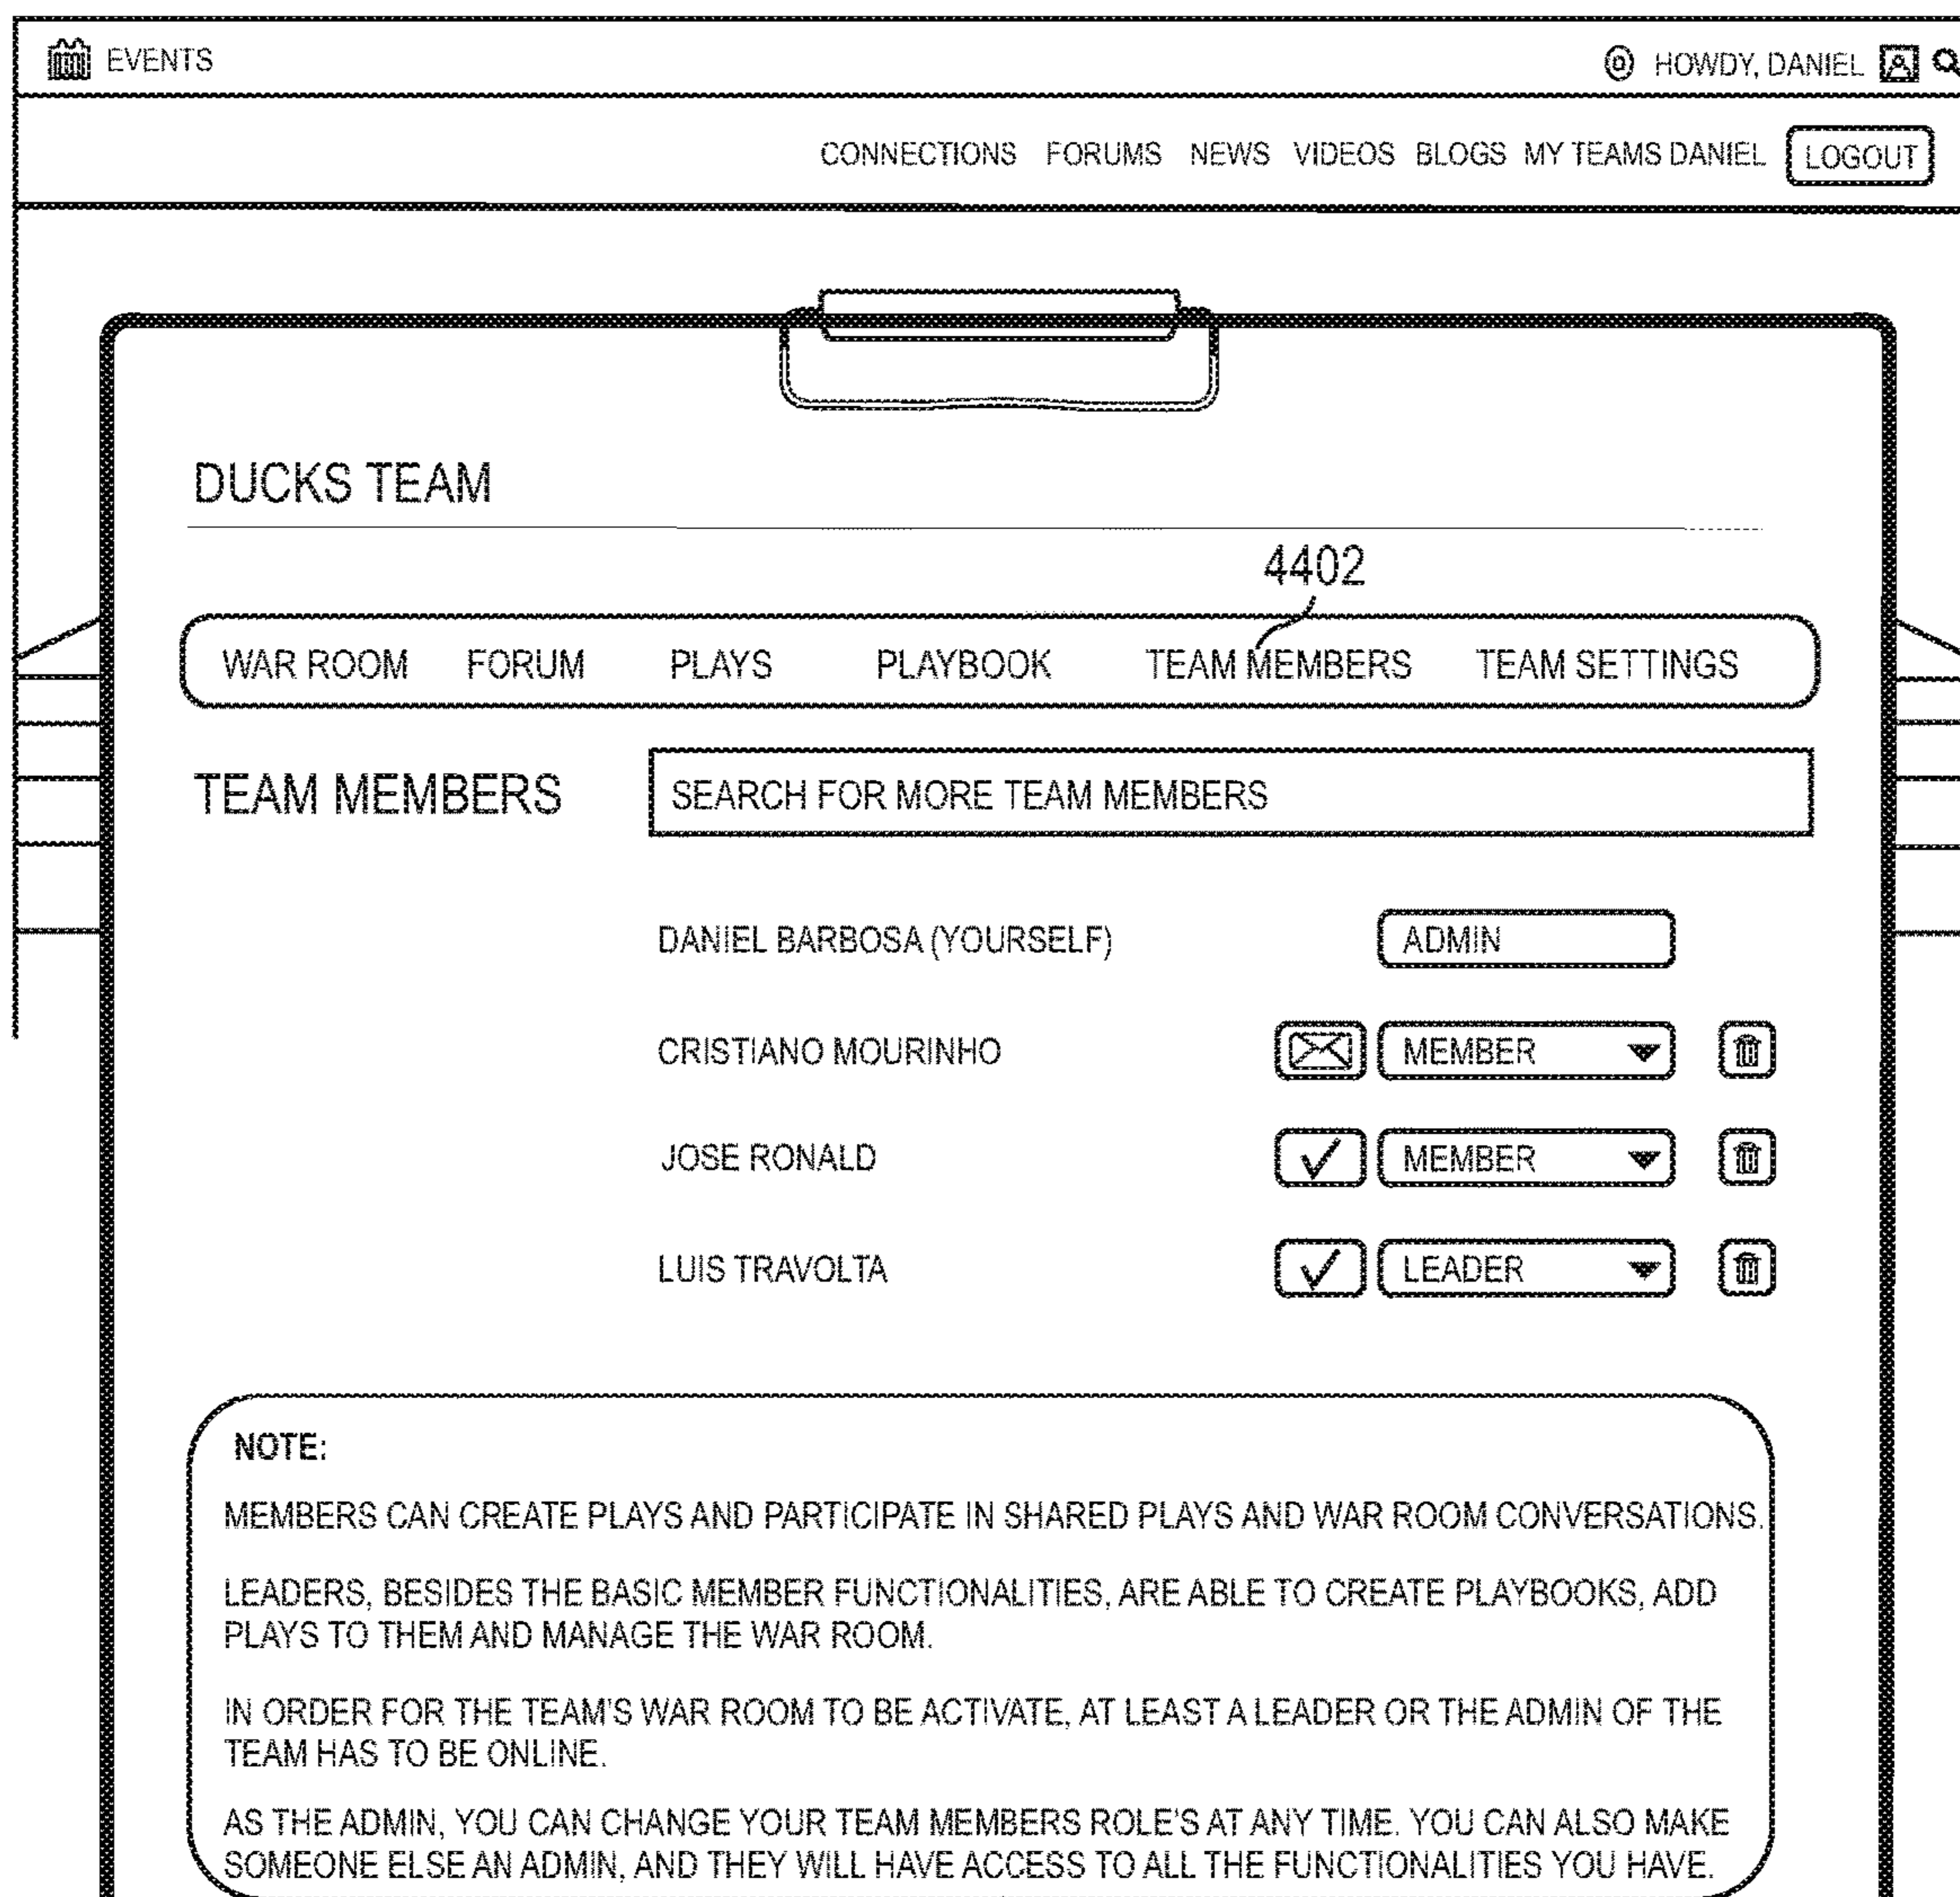 EVENTS
HOWDY, DANIEL
CONNECTIONS FORUMS NEWS VIDEOS BLOGS MY TEAMS DANIEL LOGOUT
DUCKS TEAM
4402
WAR ROOM FORUM PLAYS PLAYBOOK TEAM MEMBERS TEAM SETTINGS
TEAM MEMBERS SEARCH FOR MORE TEAM MEMBERS
DANIEL BARBOSA (YOURSELF) ADMIN
CRISTIANO MOURINHO MEMBER
JOSE RONALD MEMBER
LUIS TRAVOLTA LEADER
NOTE:
MEMBERS CAN CREATE PLAYS AND PARTICIPATE IN SHARED PLAYS AND WAR ROOM CONVERSATIONS.
LEADERS, BESIDES THE BASIC MEMBER FUNCTIONALITIES, ARE ABLE TO CREATE PLAYBOOKS, ADD
PLAYS TO THEM AND MANAGE THE WAR ROOM.
IN ORDER FOR THE TEAM'S WAR ROOM TO BE ACTIVATE, AT LEAST A LEADER OR THE ADMIN OF THE
TEAM HAS TO BE ONLINE.
AS THE ADMIN, YOU CAN CHANGE YOUR TEAM MEMBERS ROLE'S AT ANY TIME. YOU CAN ALSO MAKE
SOMEONE ELSE AN ADMIN, AND THEY WILL HAVE ACCESS TO ALL THE FUNCTIONALITIES YOU HAVE.